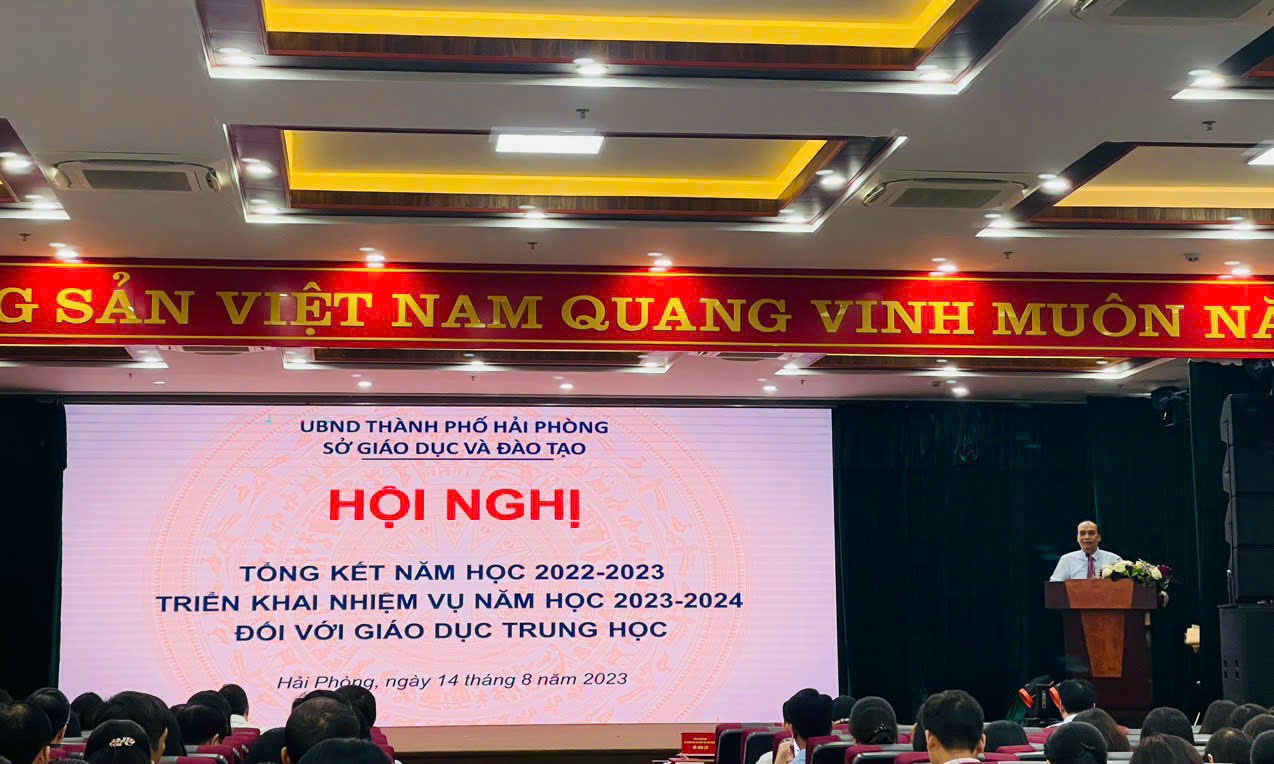 G SẢN VIỆT NAM QUANG VINH MUÔN NĂ
UBND THÀNH PHỐ HẢI PHÒNG
SỞ GIÁO DỤC VÀ ĐÀO TẠO
HỘI NGHỊ
TỔNG KẾT NĂM HỌC 2022-2023
TRIỂN KHAI NHIỆM VỤ NĂM HỌC 2023-2024
ĐỐI VỚI GIÁO DỤC TRUNG HỌC
Hải Phòng, ngày 14 tháng 8 năm 2023